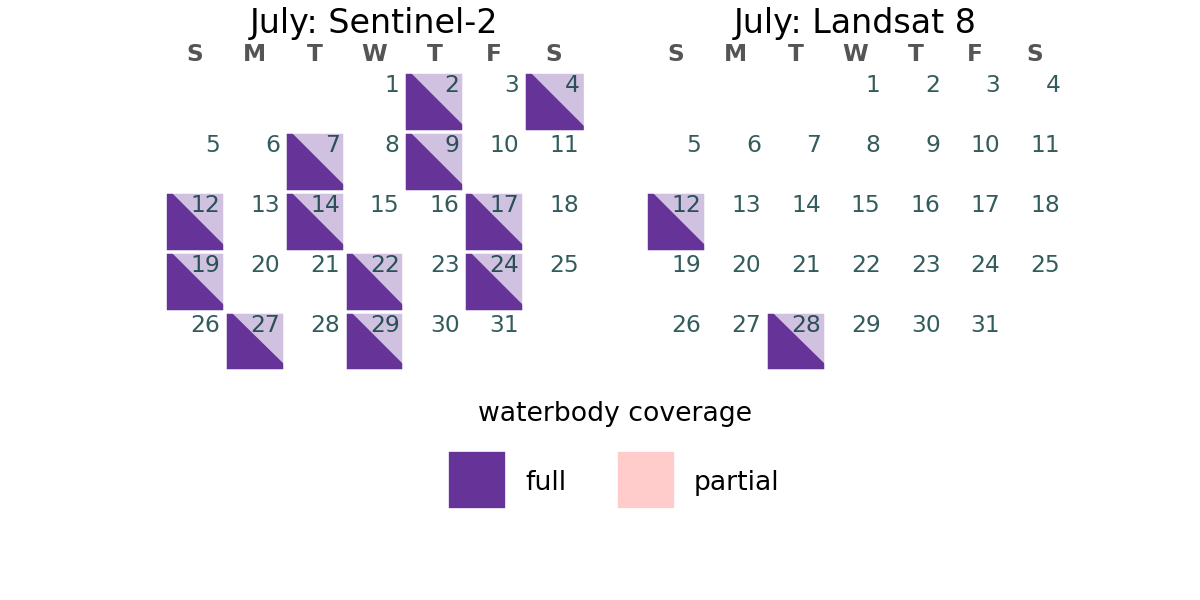 July: Sentinel-2
S M T W T F S
1 2 3 4
5 6 7 8 9 10 11
12 13 14 15 16 17 18
19 20 21 22 23 24 25
26 27 28 29 30 31
July: Landsat 8
S M T W T F S
1 2 3 4
5 6 7 8 9 10 11
12 13 14 15 16 17 18
19 20 21 22 23 24 25
26 27 28 29 30 31
waterbody coverage
full partial